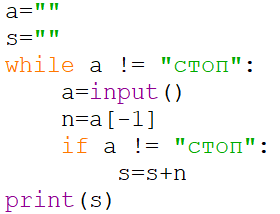 a=""
s=""
while a != "стоп":
    a=input()
    n=a[-1]
    if a != "стоп":
        s=s+n
print(s)